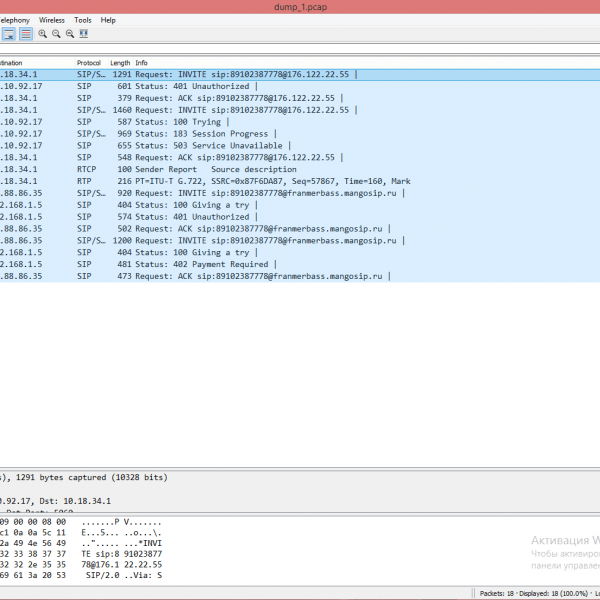 dump_1.pcap
elephony Wireless Tools Help
tination Protocol Length Info
.18.34.1 SIP/S… 1291 Request: INVITE sip:89102387778@176.122.22.55 |
.10.92.17 SIP 601 Status: 401 Unauthorized |
.18.34.1 SIP 379 Request: ACK sip:89102387778@176.122.22.55 |
.18.34.1 SIP/S… 1460 Request: INVITE sip:89102387778@176.122.22.55 |
.10.92.17 SIP 587 Status: 100 Trying |
.10.92.17 SIP/S… 969 Status: 183 Session Progress |
.10.92.17 SIP 655 Status: 503 Service Unavailable |
.18.34.1 SIP 548 Request: ACK sip:89102387778@176.122.22.55 |
.18.34.1 RTCP 100 Sender Report Source description
.18.34.1 RTP 216 PT=ITU-T G.722, SSRC=0x87F6DA87, Seq=57867, Time=160, Mark
.88.86.35 SIP/S… 920 Request: INVITE sip:89102387778@franmerbass.mangosip.ru |
2.168.1.5 SIP 404 Status: 100 Giving a try |
2.168.1.5 SIP 574 Status: 401 Unauthorized |
.88.86.35 SIP 502 Request: ACK sip:89102387778@franmerbass.mangosip.ru |
.88.86.35 SIP/S… 1200 Request: INVITE sip:89102387778@franmerbass.mangosip.ru |
2.168.1.5 SIP 404 Status: 100 Giving a try |
2.168.1.5 SIP 481 Status: 402 Payment Required |
.88.86.35 SIP 473 Request: ACK sip:89102387778@franmerbass.mangosip.ru |
s), 1291 bytes captured (10328 bits)
0.92.17, Dst: 10.18.34.1
09 00 00 08 00 .......P V.......
c1 0a 0a 5c 11 E...5... ..o...\.
2a 49 4e 56 49 .."..... ...*INVI
32 33 38 37 37 TE sip:8 91023877
32 32 2e 35 35 78@176.1 22.22.55
69 61 3a 20 53 SIP/2.0 ..Via: S
Активация W
Чтобы активиро
панели управле
Packets: 18 · Displayed: 18 (100.0%) · Lo